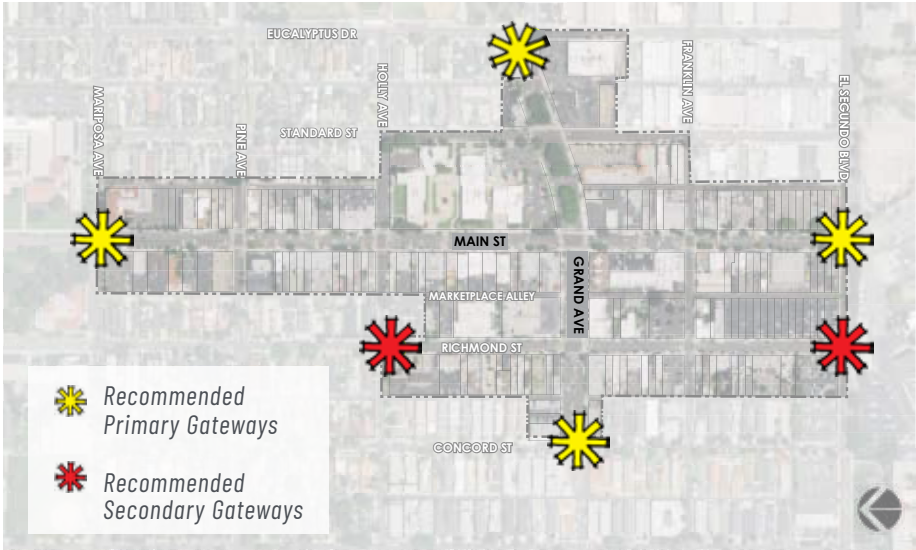 EUCALYPTUS DR
HOLLY AVE
FRANKLIN AVE
MARIPOSA AVE
EL SEGUNDO BLVD
PINE AVE
STANDARD ST
MAIN ST
GRAND AVE
MARKETPLACE ALLEY
RICHMOND ST
CONCORD ST
Recommended
Primary Gateways
Recommended
Secondary Gateways